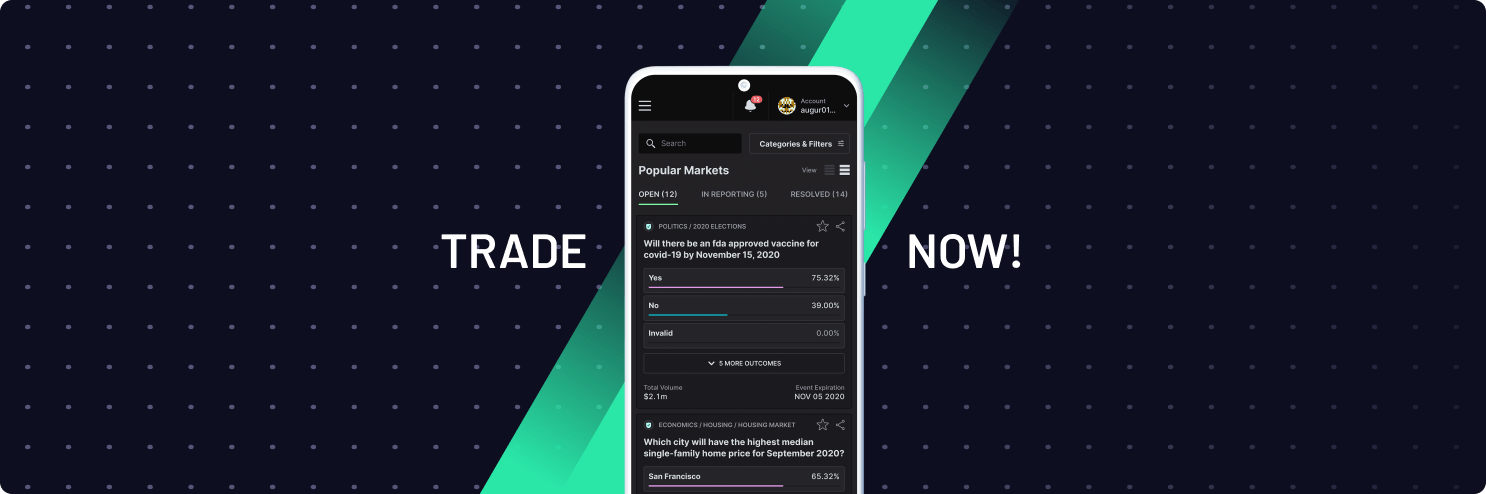 TRADE
NOW!
13
Account
augur01...
Search
Categories & Filters
Popular Markets
View
OPEN (12)
IN REPORTING (5)
RESOLVED (14)
POLITICS / 2020 ELECTIONS
Will there be an fda approved vaccine for
covid-19 by November 15, 2020
Yes 75.32%
No 39.00%
Invalid 0.00%
5 MORE OUTCOMES
Total Volume Event Expiration
$2.1m NOV 05 2020
ECONOMICS / HOUSING / HOUSING MARKET
Which city will have the highest median
single-family home price for September 2020?
San Francisco 65.32%